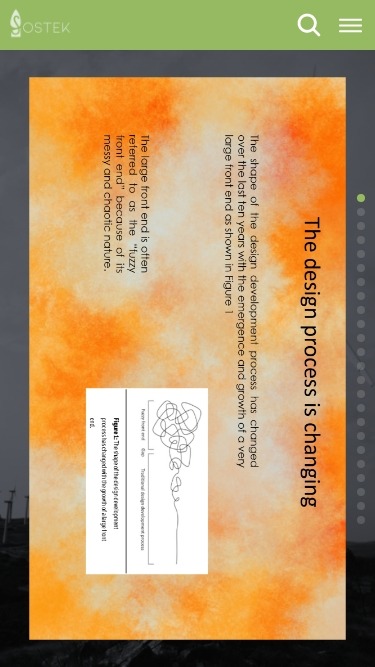 OSTEK
The design process is changing
The shape of the design development process has changed
over the last ten years with the emergence and growth of a very
large front end as shown in Figure 1
The large front end is often
referred to as the "fuzzy
front end" because of its
messy and chaotic nature.
Fuzzy front end Gap Traditional design development process
Figure 1: The shape of the design development
process has changed with the growth of a large front
end.